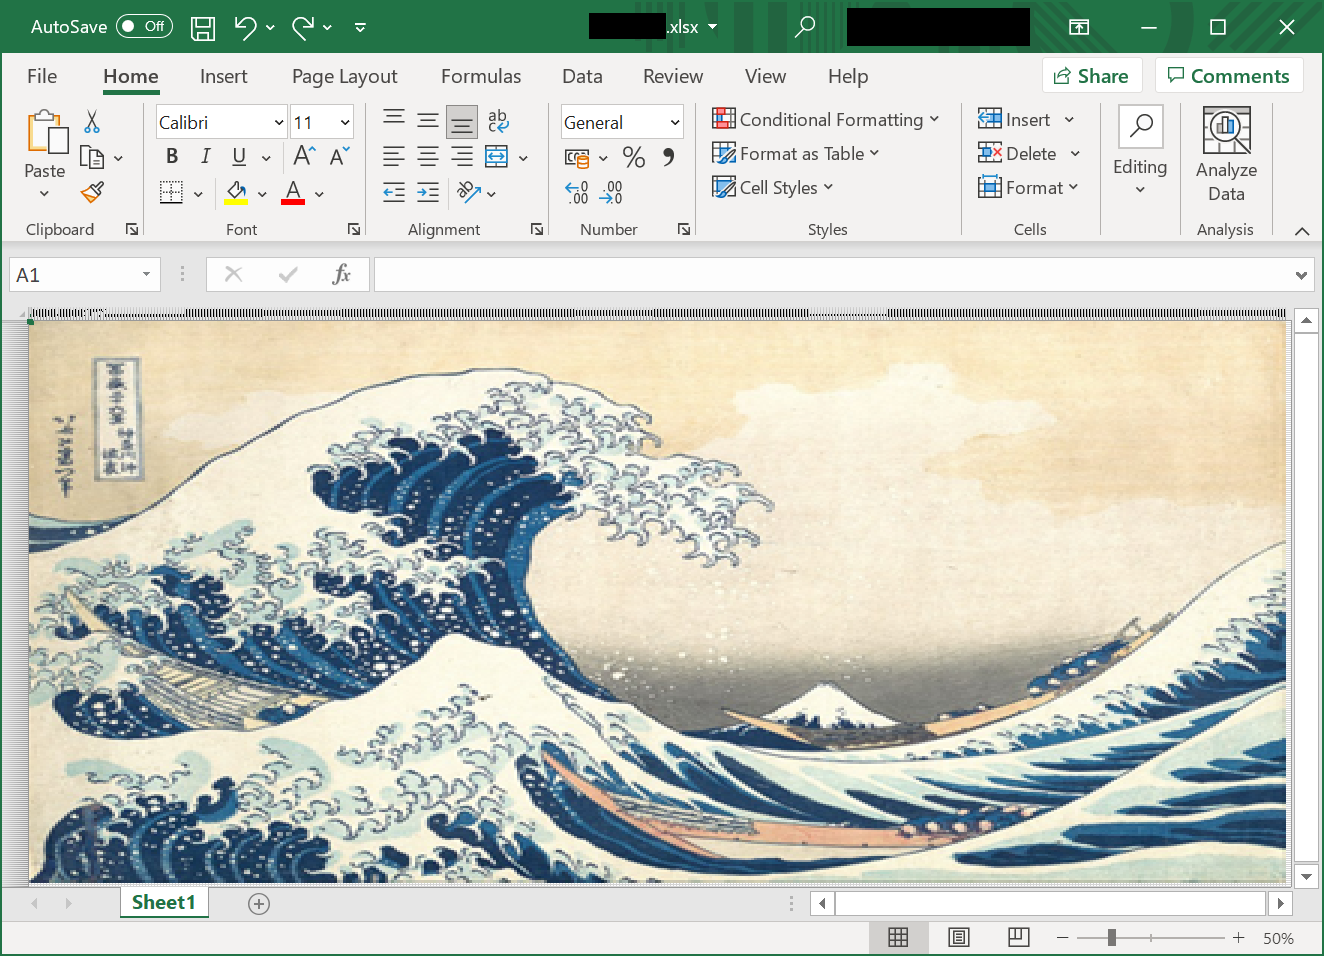 AutoSave Off .xlsx
File Home Insert Page Layout Formulas Data Review View Help Share Comments
Calibri 11 General
Conditional Formatting
Insert
Paste
B I U A A
%
Format as Table
Delete
Editing
Analyze
Data
A
Cell Styles
Format
Clipboard Font Alignment Number Styles Cells Analysis
A1 fx
Sheet1
50%